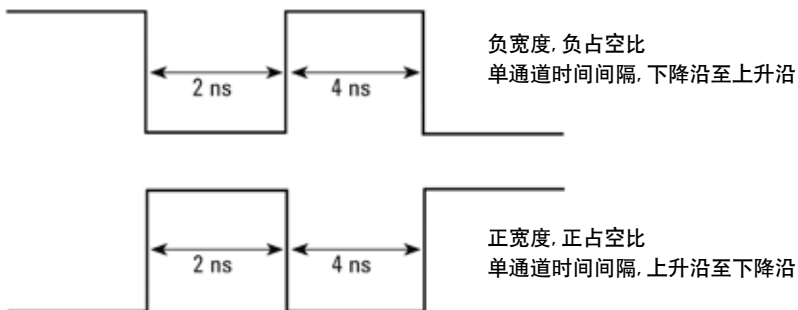 负宽度, 负占空比
单通道时间间隔, 下降沿至上升沿
2 ns
4 ns
正宽度, 正占空比
单通道时间间隔, 上升沿至下降沿
2 ns
4 ns